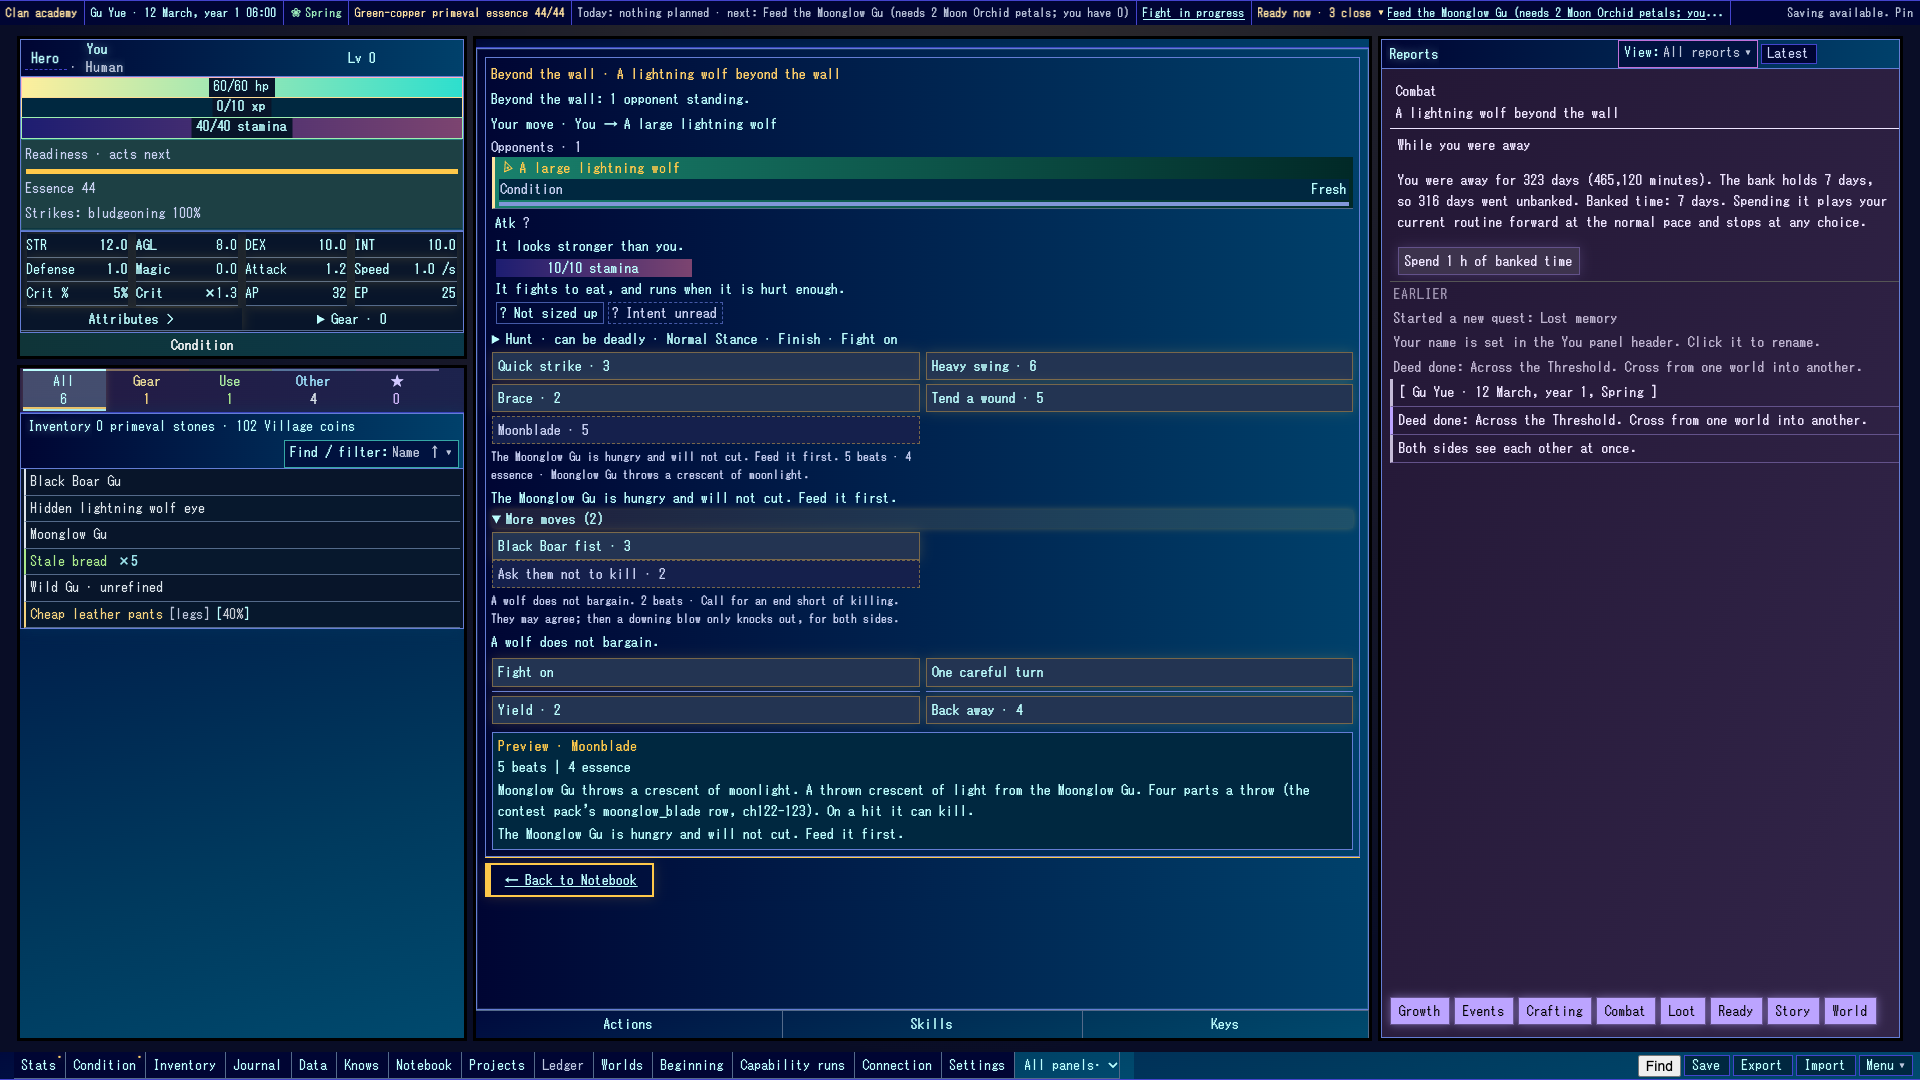 Clan academy
Gu Yue · 12 March, year 1 06:00
❀ Spring
Green-copper primeval essence 44/44
Today: nothing planned · next: Feed the Moonglow Gu (needs 2 Moon Orchid petals; you have 0)
Fight in progress
Ready now · 3 close ▾
Feed the Moonglow Gu (needs 2 Moon Orchid petals; you...
Saving available. Pin
Hero
You
Human
Lv 0
60/60 hp
0/10 xp
40/40 stamina
Readiness · acts next
Essence 44
Strikes: bludgeoning 100%
STR 12.0 AGL 8.0 DEX 10.0 INT 10.0
Defense 1.0 Magic 0.0 Attack 1.2 Speed 1.0 /s
Crit % 5% Crit ×1.3 AP 32 EP 25
Attributes >
▶ Gear · 0
Condition
All Gear Use Other ★
6 1 1 4 0
Inventory 0 primeval stones · 102 Village coins
Find / filter: Name ↑ ▾
Black Boar Gu
Hidden lightning wolf eye
Moonglow Gu
Stale bread ×5
Wild Gu · unrefined
Cheap leather pants [legs] [40%]
Beyond the wall · A lightning wolf beyond the wall
Beyond the wall: 1 opponent standing.
Your move · You → A large lightning wolf
Opponents · 1
A large lightning wolf
Condition Fresh
Atk ?
It looks stronger than you.
10/10 stamina
It fights to eat, and runs when it is hurt enough.
? Not sized up
? Intent unread
▶ Hunt · can be deadly · Normal Stance · Finish · Fight on
Quick strike · 3
Heavy swing · 6
Brace · 2
Tend a wound · 5
Moonblade · 5
The Moonglow Gu is hungry and will not cut. Feed it first. 5 beats · 4
essence · Moonglow Gu throws a crescent of moonlight.
The Moonglow Gu is hungry and will not cut. Feed it first.
▼ More moves (2)
Black Boar fist · 3
Ask them not to kill · 2
A wolf does not bargain. 2 beats · Call for an end short of killing.
They may agree; then a downing blow only knocks out, for both sides.
A wolf does not bargain.
Fight on
One careful turn
Yield · 2
Back away · 4
Preview · Moonblade
5 beats | 4 essence
Moonglow Gu throws a crescent of moonlight. A thrown crescent of light from the Moonglow Gu. Four parts a throw (the
contest pack's moonglow_blade row, ch122-123). On a hit it can kill.
The Moonglow Gu is hungry and will not cut. Feed it first.
← Back to Notebook
Actions
Skills
Keys
Reports
View: All reports ▾
Latest
Combat
A lightning wolf beyond the wall
While you were away
You were away for 323 days (465,120 minutes). The bank holds 7 days,
so 316 days went unbanked. Banked time: 7 days. Spending it plays your
current routine forward at the normal pace and stops at any choice.
Spend 1 h of banked time
EARLIER
Started a new quest: Lost memory
Your name is set in the You panel header. Click it to rename.
Deed done: Across the Threshold. Cross from one world into another.
[ Gu Yue · 12 March, year 1, Spring ]
Deed done: Across the Threshold. Cross from one world into another.
Both sides see each other at once.
Growth Events Crafting Combat Loot Ready Story World
Stats Condition Inventory Journal Data Knows Notebook Projects Ledger Worlds Beginning Capability runs Connection Settings All panels·
Find Save Export Import Menu ▾